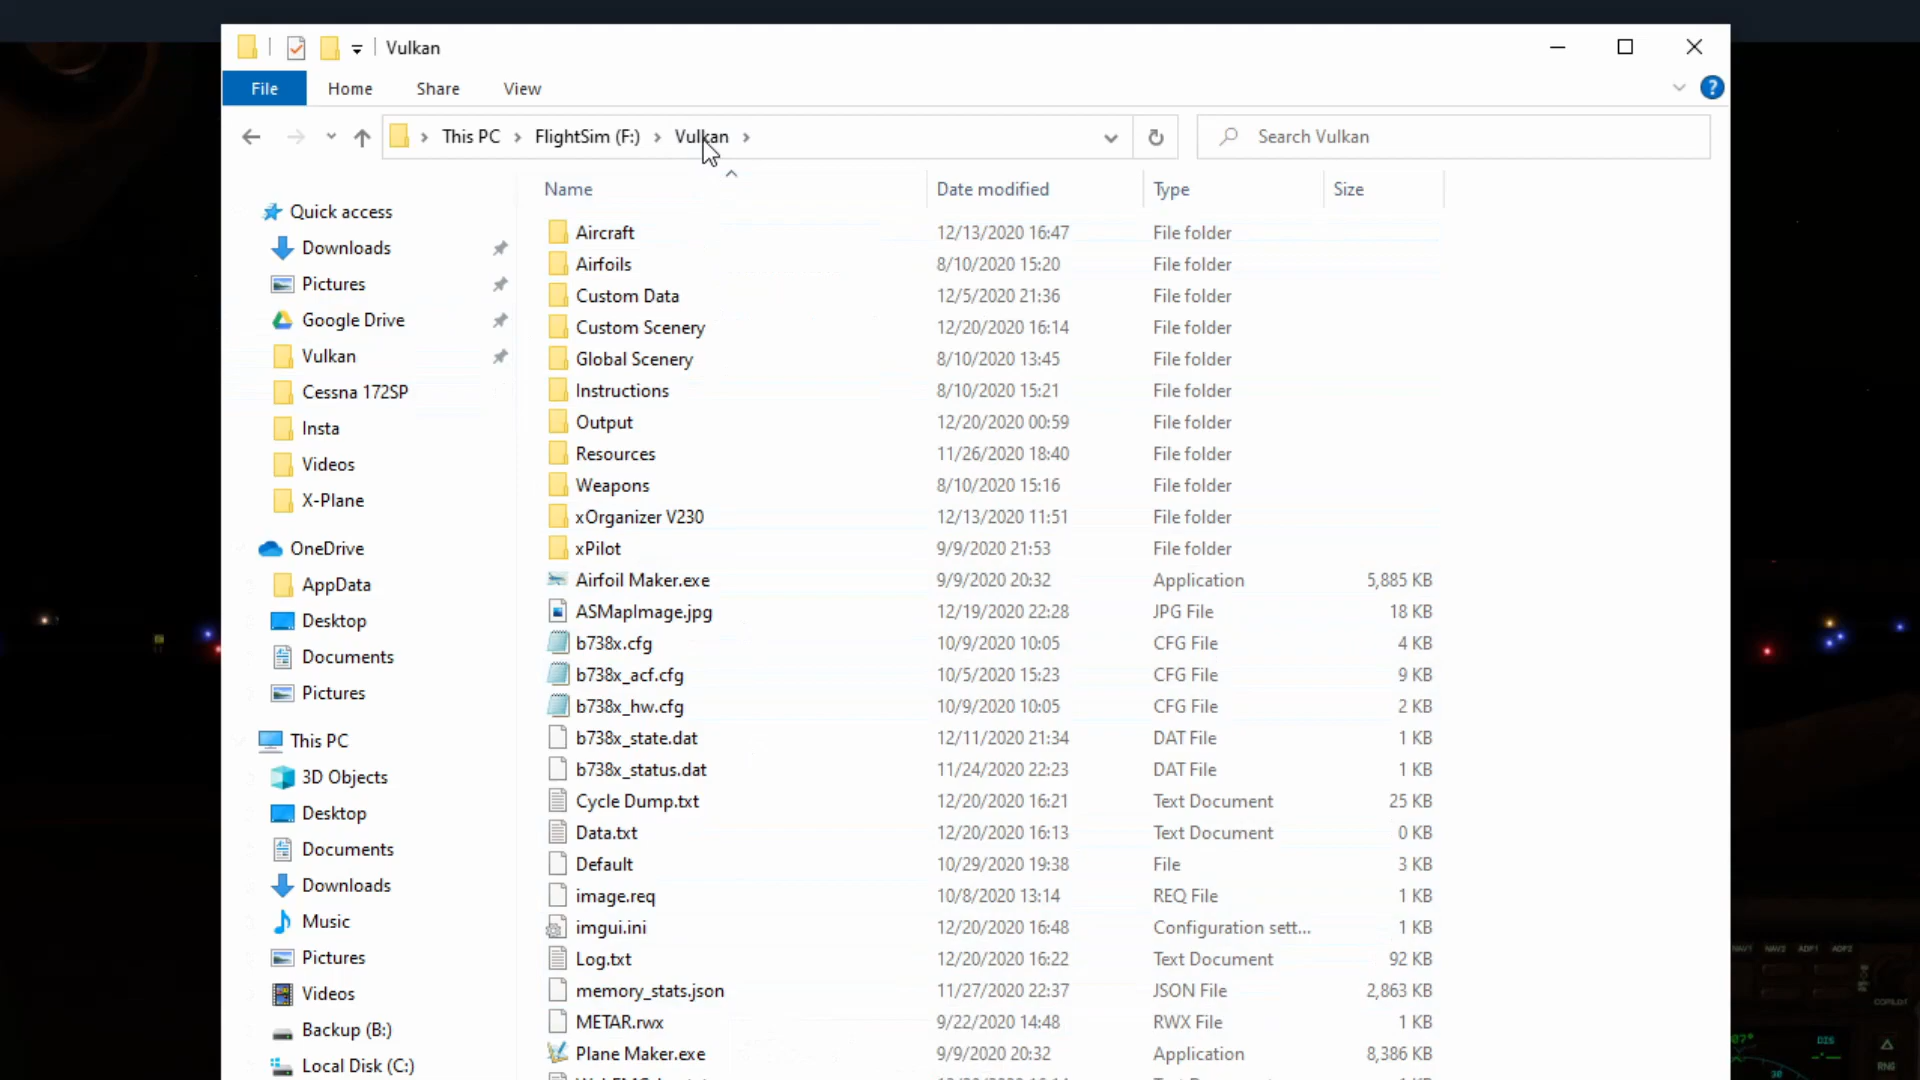 Vulkan
File Home Share View
This PC FlightSim (F:) Vulkan
Search Vulkan
Name Date modified Type Size
Quick access
Downloads
Pictures
Google Drive
Vulkan
Cessna 172SP
Insta
Videos
X-Plane
OneDrive
AppData
Desktop
Documents
Pictures
This PC
3D Objects
Desktop
Documents
Downloads
Music
Pictures
Videos
Backup (B:)
Local Disk (C:)
Aircraft 12/13/2020 16:47 File folder
Airfoils 8/10/2020 15:20 File folder
Custom Data 12/5/2020 21:36 File folder
Custom Scenery 12/20/2020 16:14 File folder
Global Scenery 8/10/2020 13:45 File folder
Instructions 8/10/2020 15:21 File folder
Output 12/20/2020 00:59 File folder
Resources 11/26/2020 18:40 File folder
Weapons 8/10/2020 15:16 File folder
xOrganizer V230 12/13/2020 11:51 File folder
xPilot 9/9/2020 21:53 File folder
Airfoil Maker.exe 9/9/2020 20:32 Application 5,885 KB
ASMapImage.jpg 12/19/2020 22:28 JPG File 18 KB
b738x.cfg 10/9/2020 10:05 CFG File 4 KB
b738x_acf.cfg 10/5/2020 15:23 CFG File 9 KB
b738x_hw.cfg 10/9/2020 10:05 CFG File 2 KB
b738x_state.dat 12/11/2020 21:34 DAT File 1 KB
b738x_status.dat 11/24/2020 22:23 DAT File 1 KB
Cycle Dump.txt 12/20/2020 16:21 Text Document 25 KB
Data.txt 12/20/2020 16:13 Text Document 0 KB
Default 10/29/2020 19:38 File 3 KB
image.req 10/8/2020 13:14 REQ File 1 KB
imgui.ini 12/20/2020 16:48 Configuration sett... 1 KB
Log.txt 12/20/2020 16:22 Text Document 92 KB
memory_stats.json 11/27/2020 22:37 JSON File 2,863 KB
METAR.rwx 9/22/2020 14:48 RWX File 1 KB
Plane Maker.exe 9/9/2020 20:32 Application 8,386 KB
NAV1 NAV2 ADF1 ADF2
COPILOT
DIS
RNG
30